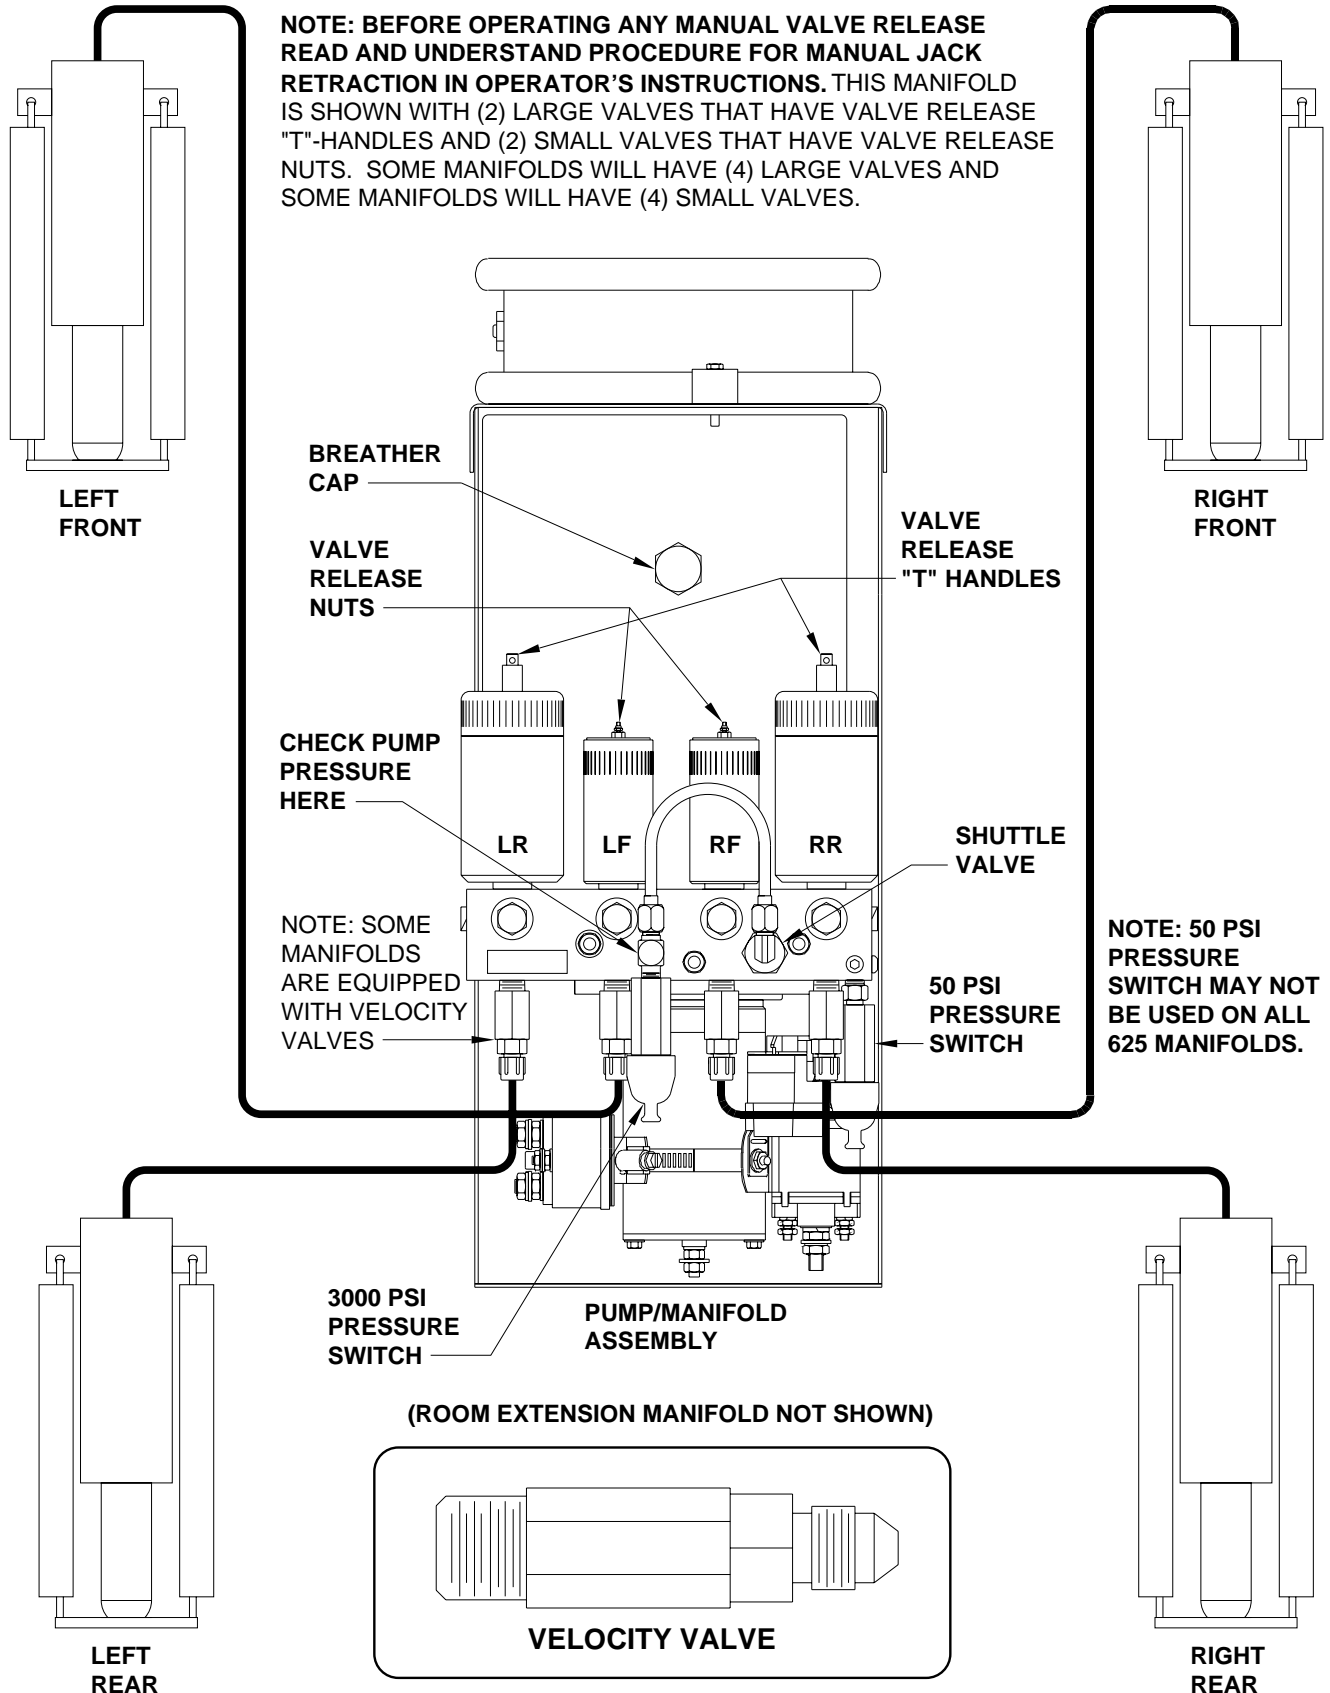 NOTE: BEFORE OPERATING ANY MANUAL VALVE RELEASE
READ AND UNDERSTAND PROCEDURE FOR MANUAL JACK
RETRACTION IN OPERATOR'S INSTRUCTIONS. THIS MANIFOLD
IS SHOWN WITH (2) LARGE VALVES THAT HAVE VALVE RELEASE
"T"-HANDLES AND (2) SMALL VALVES THAT HAVE VALVE RELEASE
NUTS. SOME MANIFOLDS WILL HAVE (4) LARGE VALVES AND
SOME MANIFOLDS WILL HAVE (4) SMALL VALVES.
LEFT
FRONT
RIGHT
FRONT
BREATHER
CAP
VALVE
RELEASE
NUTS
VALVE
RELEASE
"T" HANDLES
CHECK PUMP
PRESSURE
HERE
LR
LF
RF
RR
SHUTTLE
VALVE
NOTE: SOME
MANIFOLDS
ARE EQUIPPED
WITH VELOCITY
VALVES
50 PSI
PRESSURE
SWITCH
NOTE: 50 PSI
PRESSURE
SWITCH MAY NOT
BE USED ON ALL
625 MANIFOLDS.
3000 PSI
PRESSURE
SWITCH
PUMP/MANIFOLD
ASSEMBLY
(ROOM EXTENSION MANIFOLD NOT SHOWN)
VELOCITY VALVE
LEFT
REAR
RIGHT
REAR